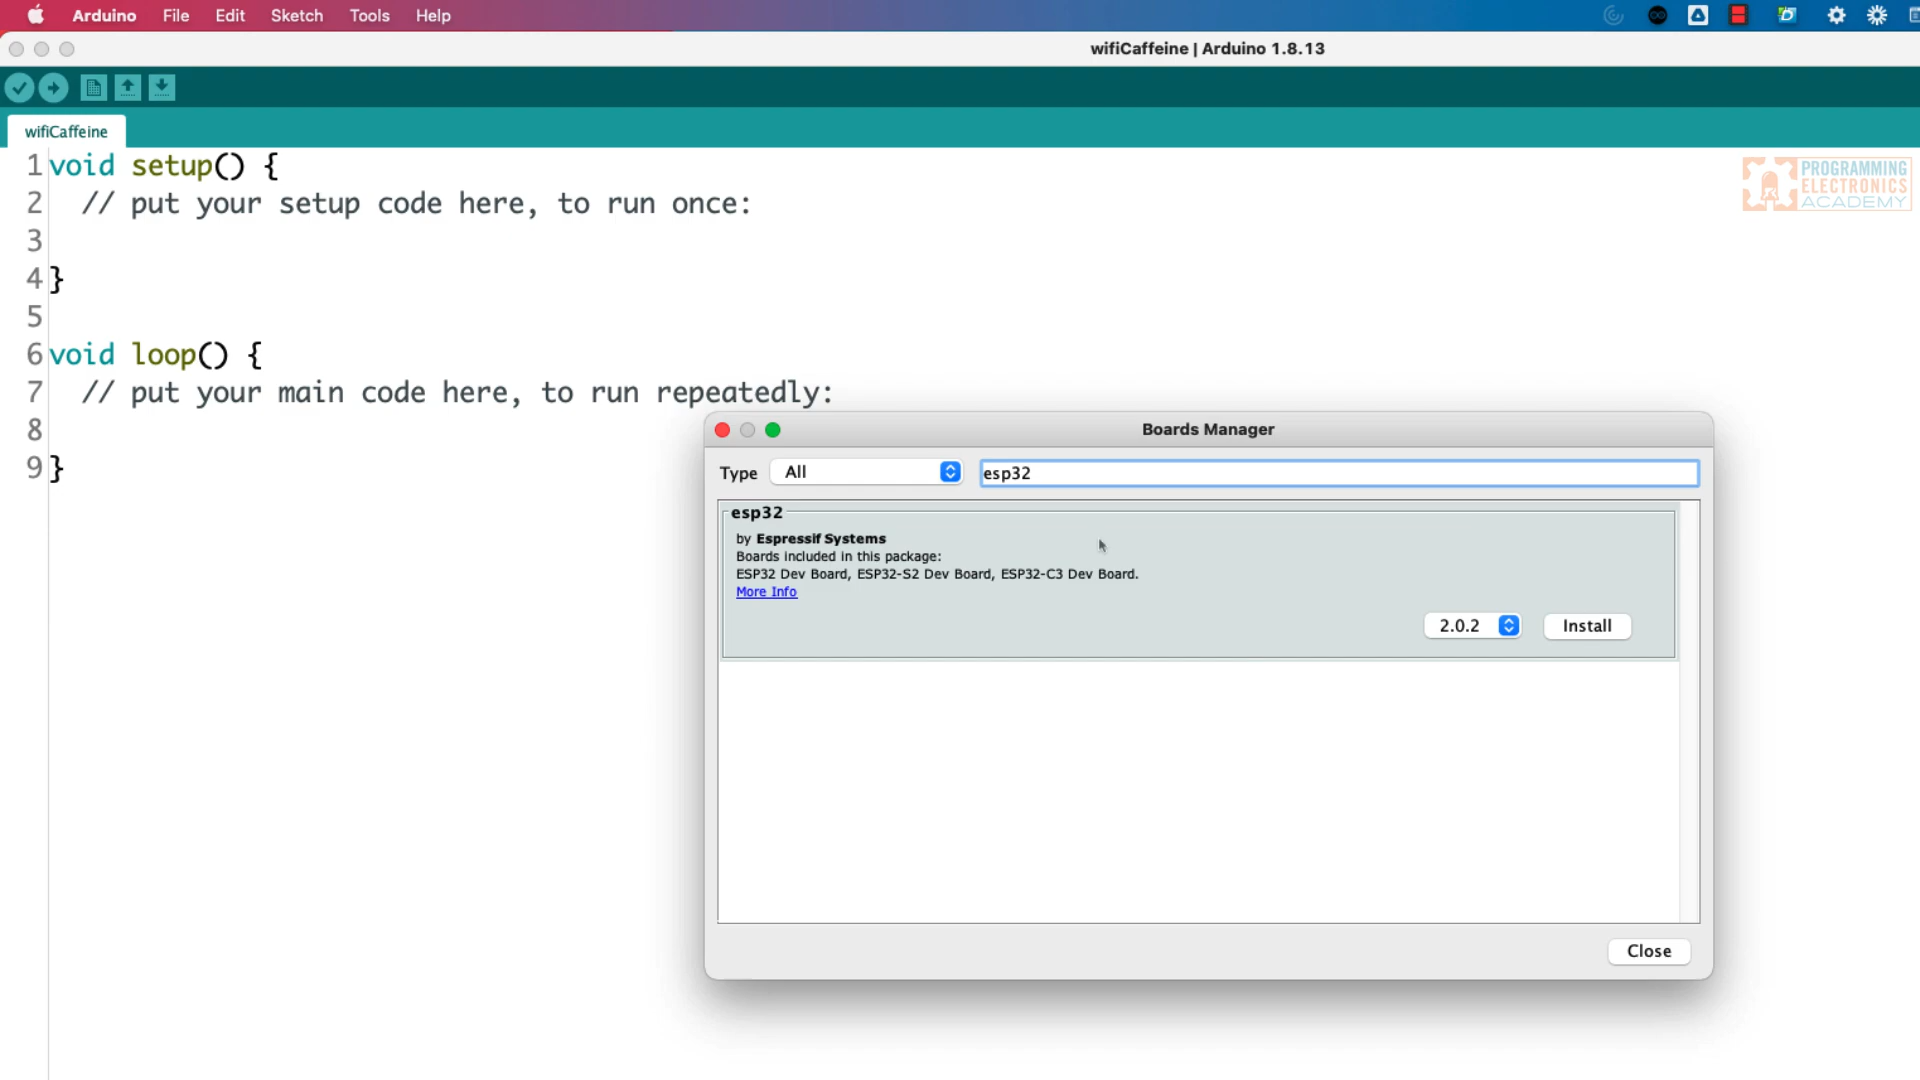 Arduino File Edit Sketch Tools Help
wifiCaffeine | Arduino 1.8.13
wifiCaffeine
PROGRAMMING
ELECTRONICS
ACADEMY
1 void setup() {
2 // put your setup code here, to run once:
3
4 }
5
6 void loop() {
7 // put your main code here, to run repeatedly:
8
9 }
Boards Manager
Type All esp32
esp32
by Espressif Systems
Boards included in this package:
ESP32 Dev Board, ESP32-S2 Dev Board, ESP32-C3 Dev Board.
More Info
2.0.2 Install
Close